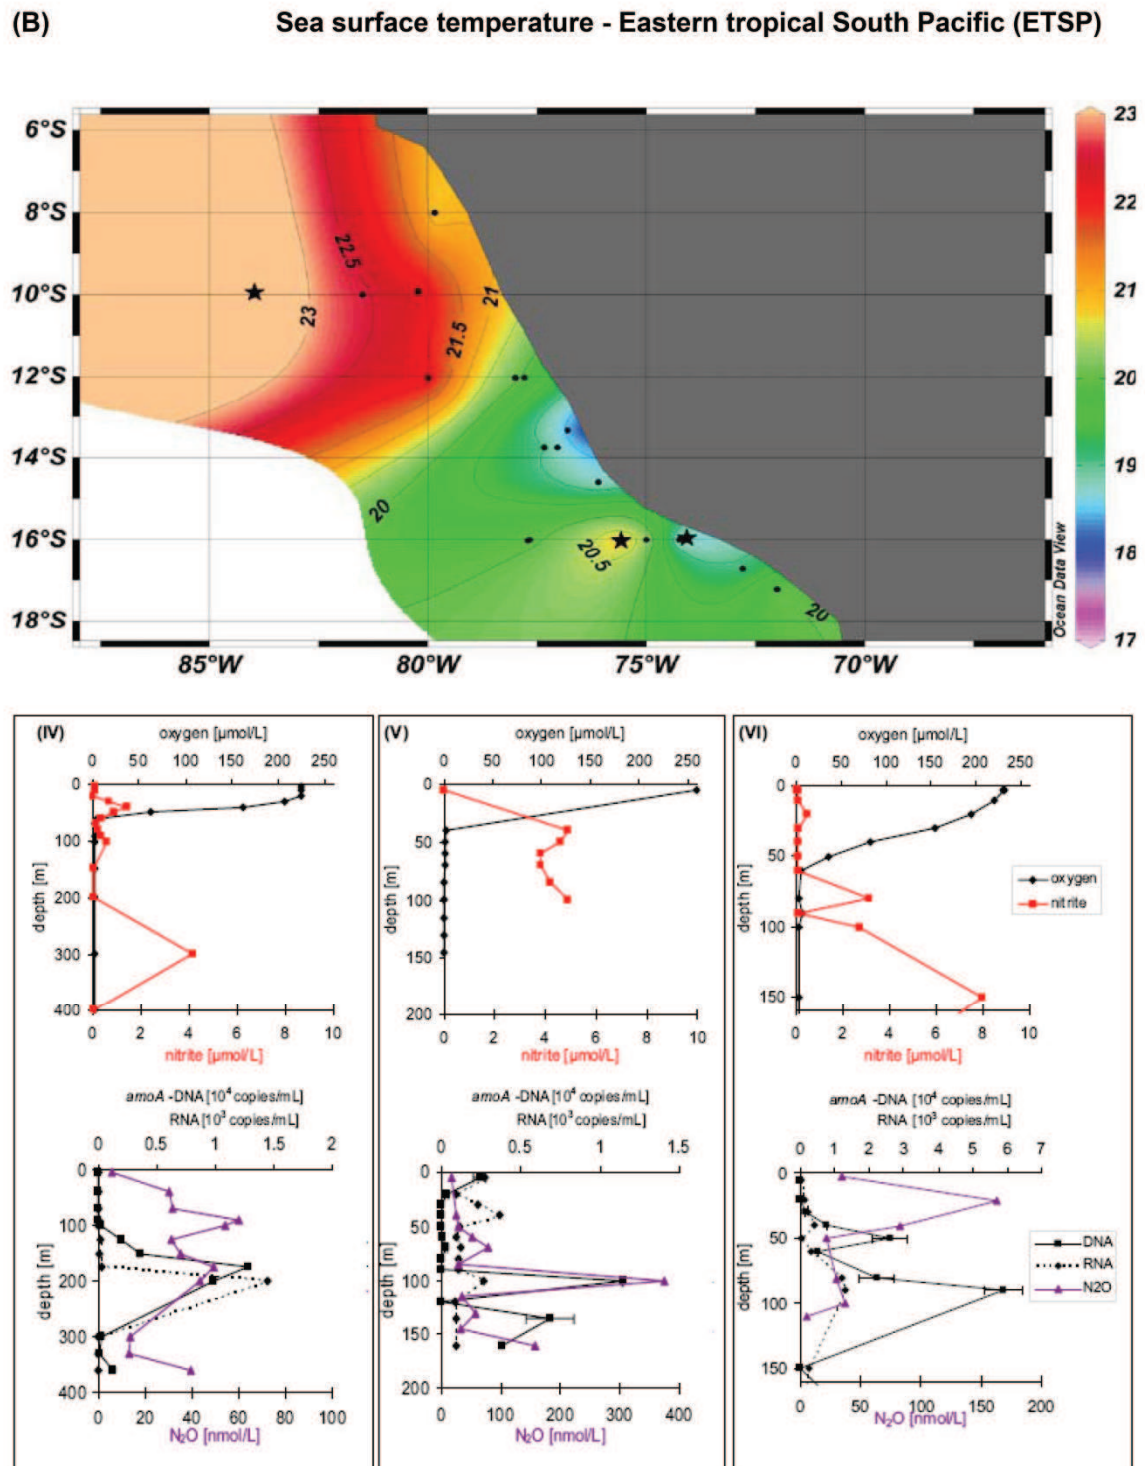 (B) Sea surface temperature - Eastern tropical South Pacific (ETSP)
6°S
8°S
10°S
12°S
14°S
16°S
18°S
85°W 80°W 75°W 70°W
22.5
23
21.5
21
20
20.5
20
23
22
21
20
19
18
17
Ocean Data View
(IV)
oxygen [µmol/L]
0 50 100 150 200 250
0
100
200
300
400
depth [m]
0 2 4 6 8 10
nitrite [µmol/L]
amoA -DNA [10⁴ copies/mL]
RNA [10³ copies/mL]
0 0.5 1 1.5 2
0
100
200
300
400
depth [m]
0 20 40 60 80 100
N₂O [nmol/L]
(V)
oxygen [µmol/L]
0 50 100 150 200 250
0
50
100
150
200
depth [m]
0 2 4 6 8 10
nitrite [µmol/L]
amoA -DNA [10⁴ copies/mL]
RNA [10³ copies/mL]
0 0.5 1 1.5
0
50
100
150
200
depth [m]
0 100 200 300 400
N₂O [nmol/L]
(VI)
oxygen [µmol/L]
0 50 100 150 200 250
0
50
100
150
depth [m]
oxygen
nitrite
0 2 4 6 8 10
nitrite [µmol/L]
amoA -DNA [10⁴ copies/mL]
RNA [10³ copies/mL]
0 1 2 3 4 5 6 7
0
50
100
150
depth [m]
DNA
RNA
N2O
0 50 100 150 200
N₂O [nmol/L]